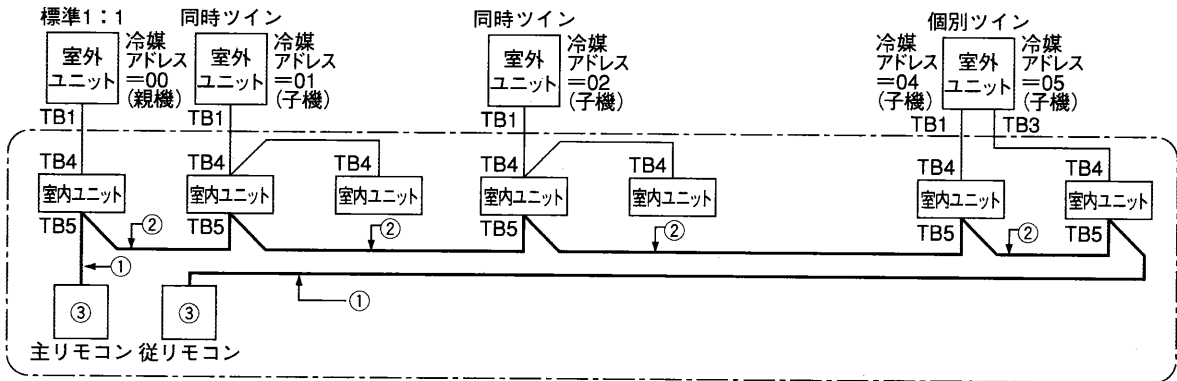 標準1:1
同時ツイン
同時ツイン
個別ツイン
室外
ユニット
冷媒
アドレス
=00
(親機)
室外
ユニット
冷媒
アドレス
=01
(子機)
室外
ユニット
冷媒
アドレス
=02
(子機)
冷媒
アドレス
=04
(子機)
室外
ユニット
冷媒
アドレス
=05
(子機)
TB1
TB1
TB1
TB1
TB3
TB4
TB4
TB4
TB4
TB4
TB4
TB4
室内ユニット
室内ユニット
室内ユニット
室内ユニット
室内ユニット
室内ユニット
室内ユニット
TB5
TB5
TB5
TB5
TB5
②
②
②
②
①
①
③
③
主リモコン
従リモコン